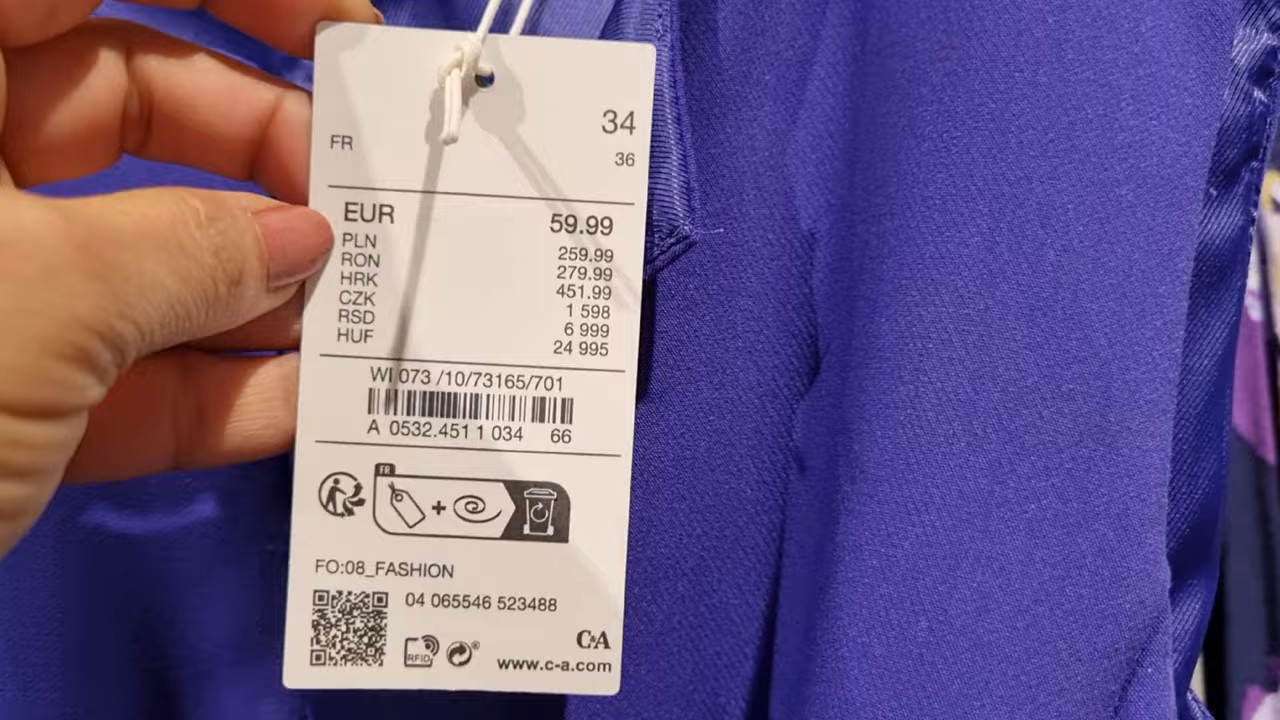 34
FR 36
EUR 59.99
PLN 259.99
RON 279.99
HRK 451.99
CZK 1 598
RSD 6 999
HUF 24 995
WI 073 /10/73165/701
A 0532.451 1 034 66
FR
FO:08_FASHION
04 065546 523488
RFID
C&A
www.c-a.com